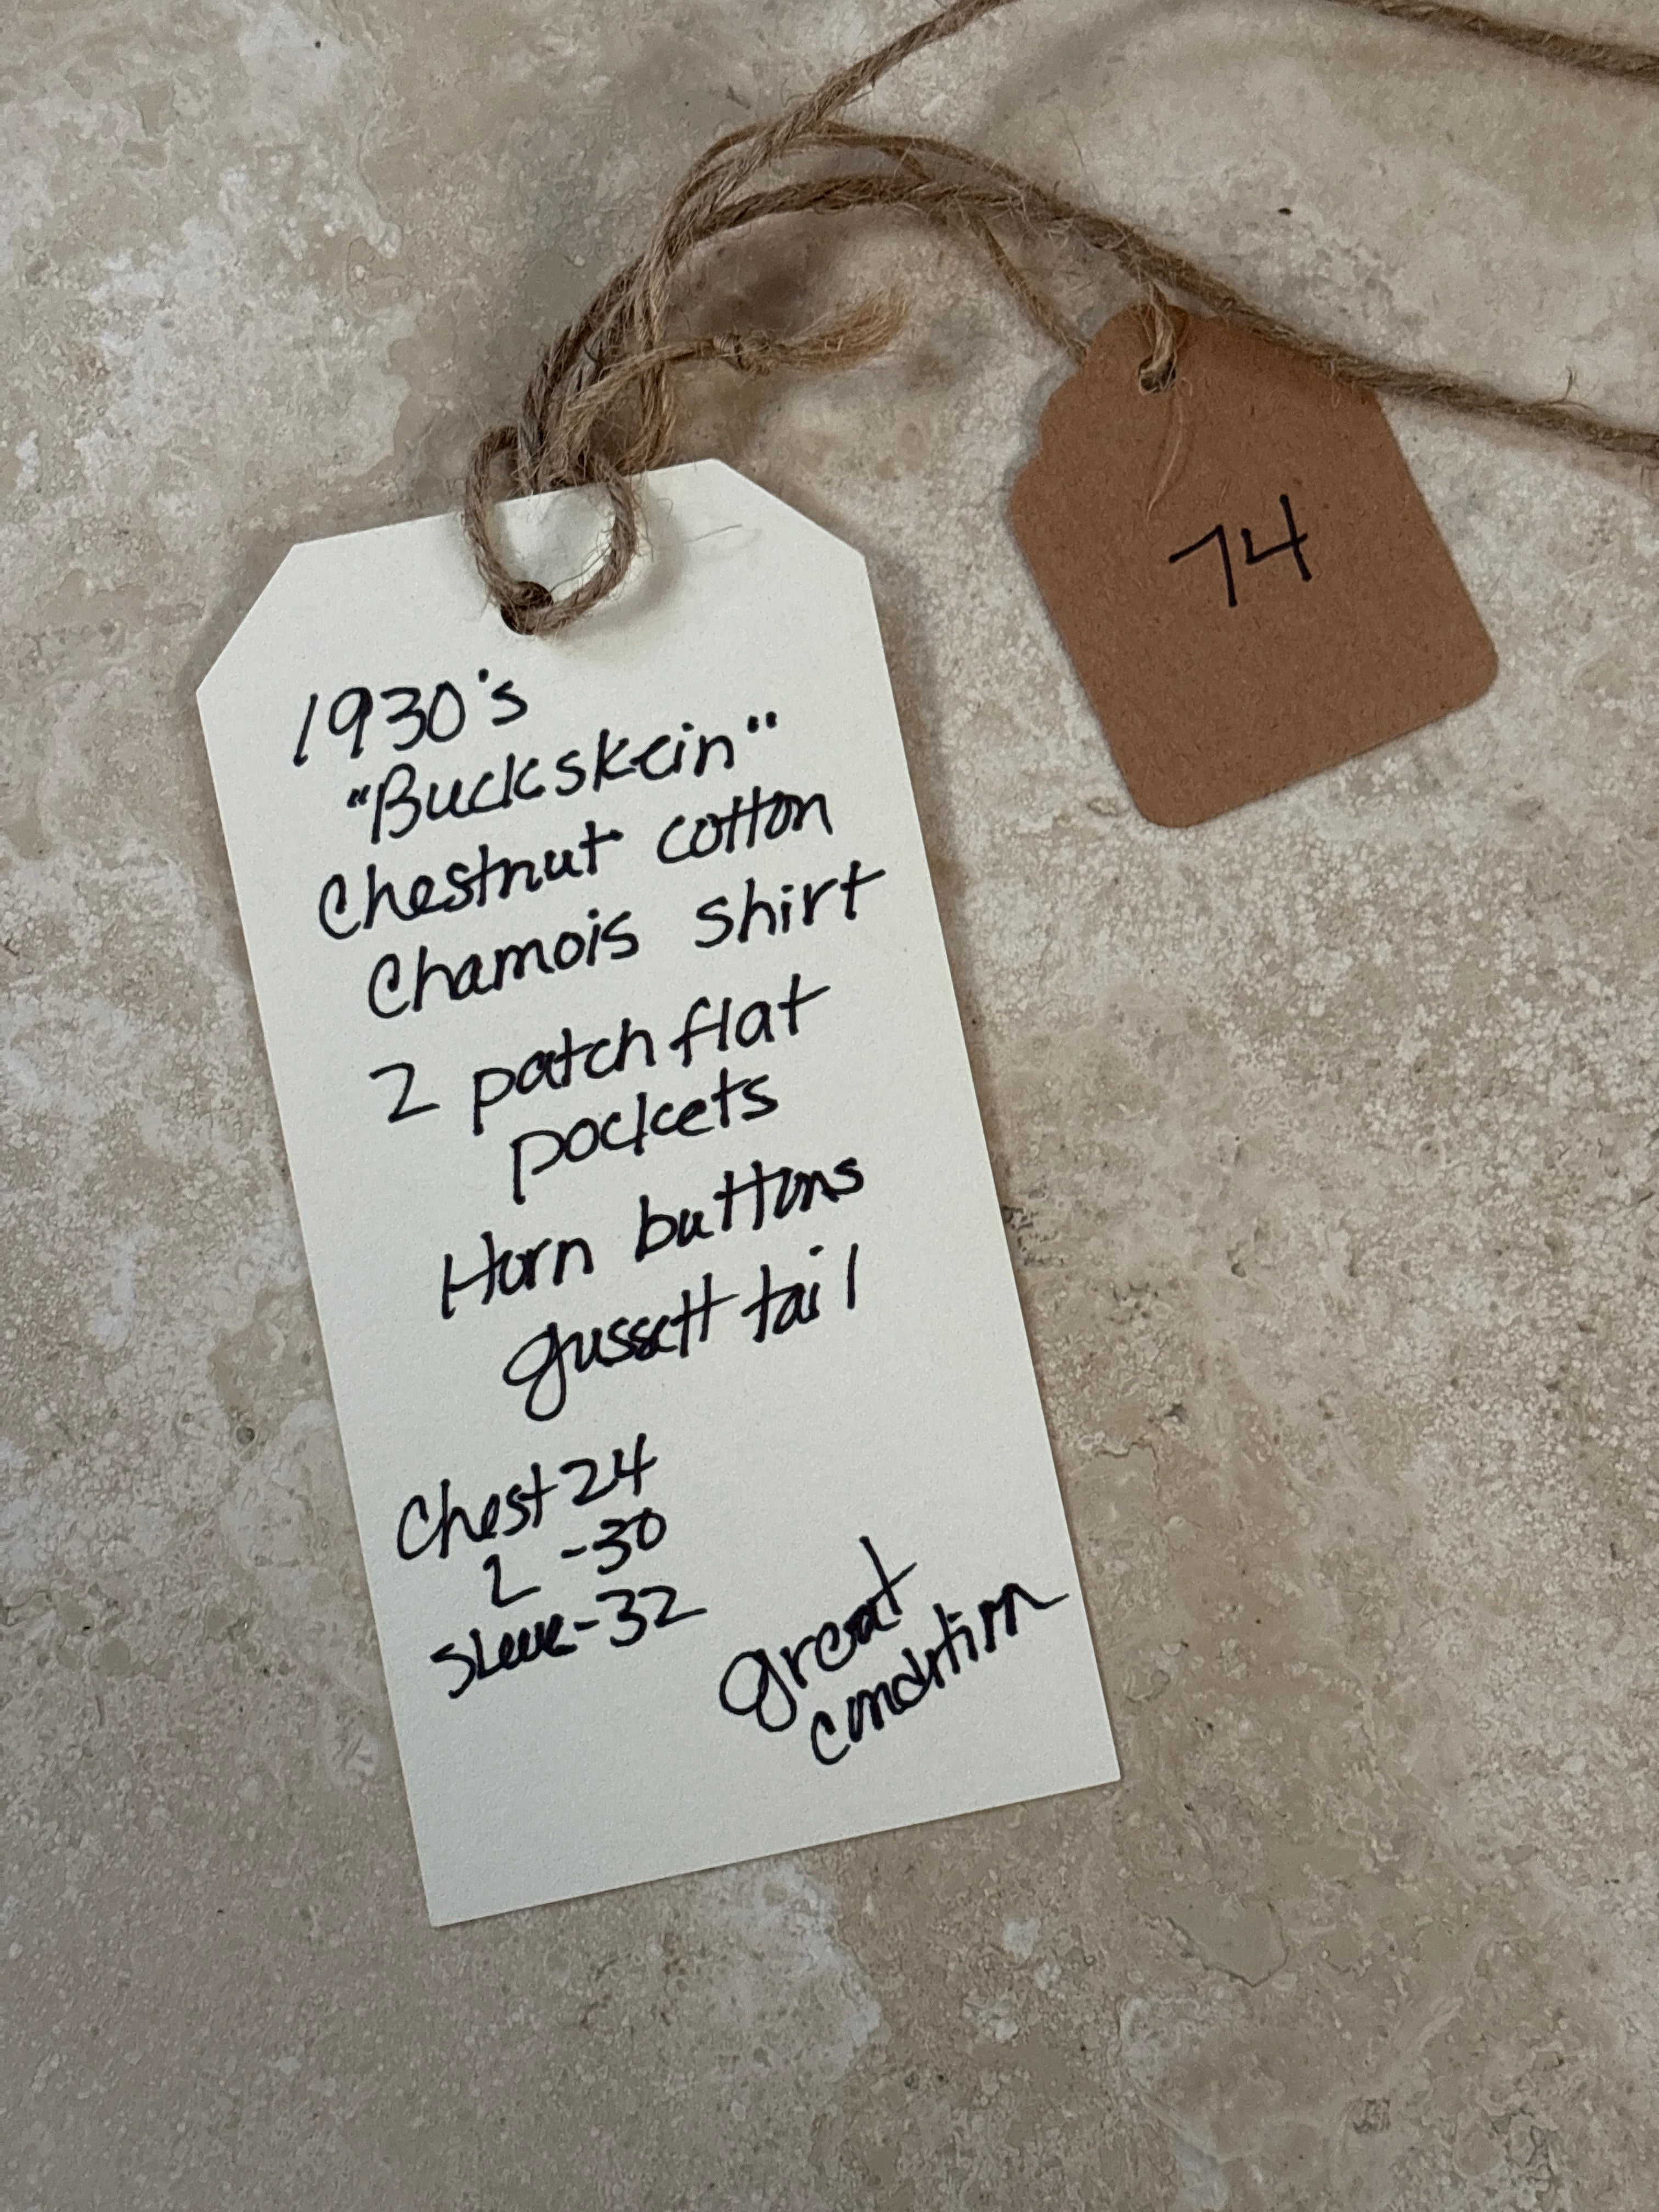 1930's
"Buckskein"
Chestnut cotton
Chamois shirt
2 patch flat
pockets
Horn buttons
gussett tail
Chest 24
L -30
Sleeve-32
great
condition
74